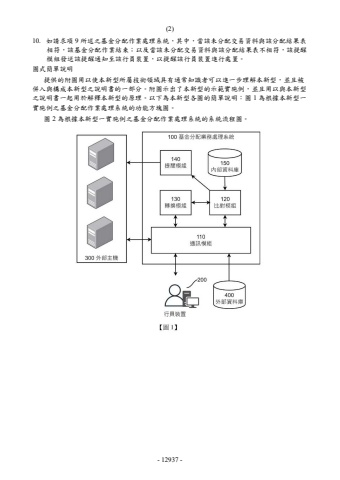 (2)
10. 如請求項9所述之基金分配作業處理系統，其中，當該未分配交易資料與該分配結果表
相符，該基金分配作業結束；以及當該未分配交易資料與該分配結果表不相符，該提醒
模組發送該提醒通知至該行員裝置，以提醒該行員裝置進行處置。
圖式簡單說明
提供的附圖用以使本新型所屬技術領域具有通常知識者可以進一步理解本新型，並且被
併入與構成本新型之說明書的一部分。附圖示出了本新型的示範實施例，並且用以與本新型
之說明書一起用於解釋本新型的原理。以下為本新型各圖的簡單說明：圖1為根據本新型一
實施例之基金分配作業處理系統的功能方塊圖。
圖2為根據本新型一實施例之基金分配作業處理系統的系統流程圖。
100 基金分配業務處理系統
140
提醒模組
150
內部資料庫
130
轉換模組
120
比對模組
110
通訊模組
300 外部主機
200
400
外部資料庫
行員裝置
【圖1】
- 12937 -